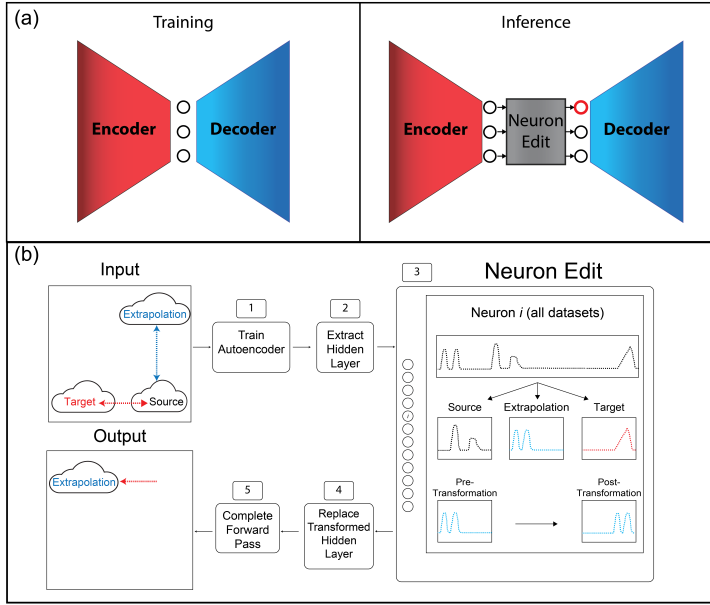 (a)
Training
Encoder
Decoder
Inference
Encoder
Neuron
Edit
Decoder
(b)
Input
Extrapolation
Target
Source
1
Train
Autoencoder
2
Extract
Hidden
Layer
3
Neuron Edit
Neuron i (all datasets)
i
Source
Extrapolation
Target
Pre-
Transformation
Post-
Transformation
4
Replace
Transformed
Hidden
Layer
5
Complete
Forward
Pass
Output
Extrapolation